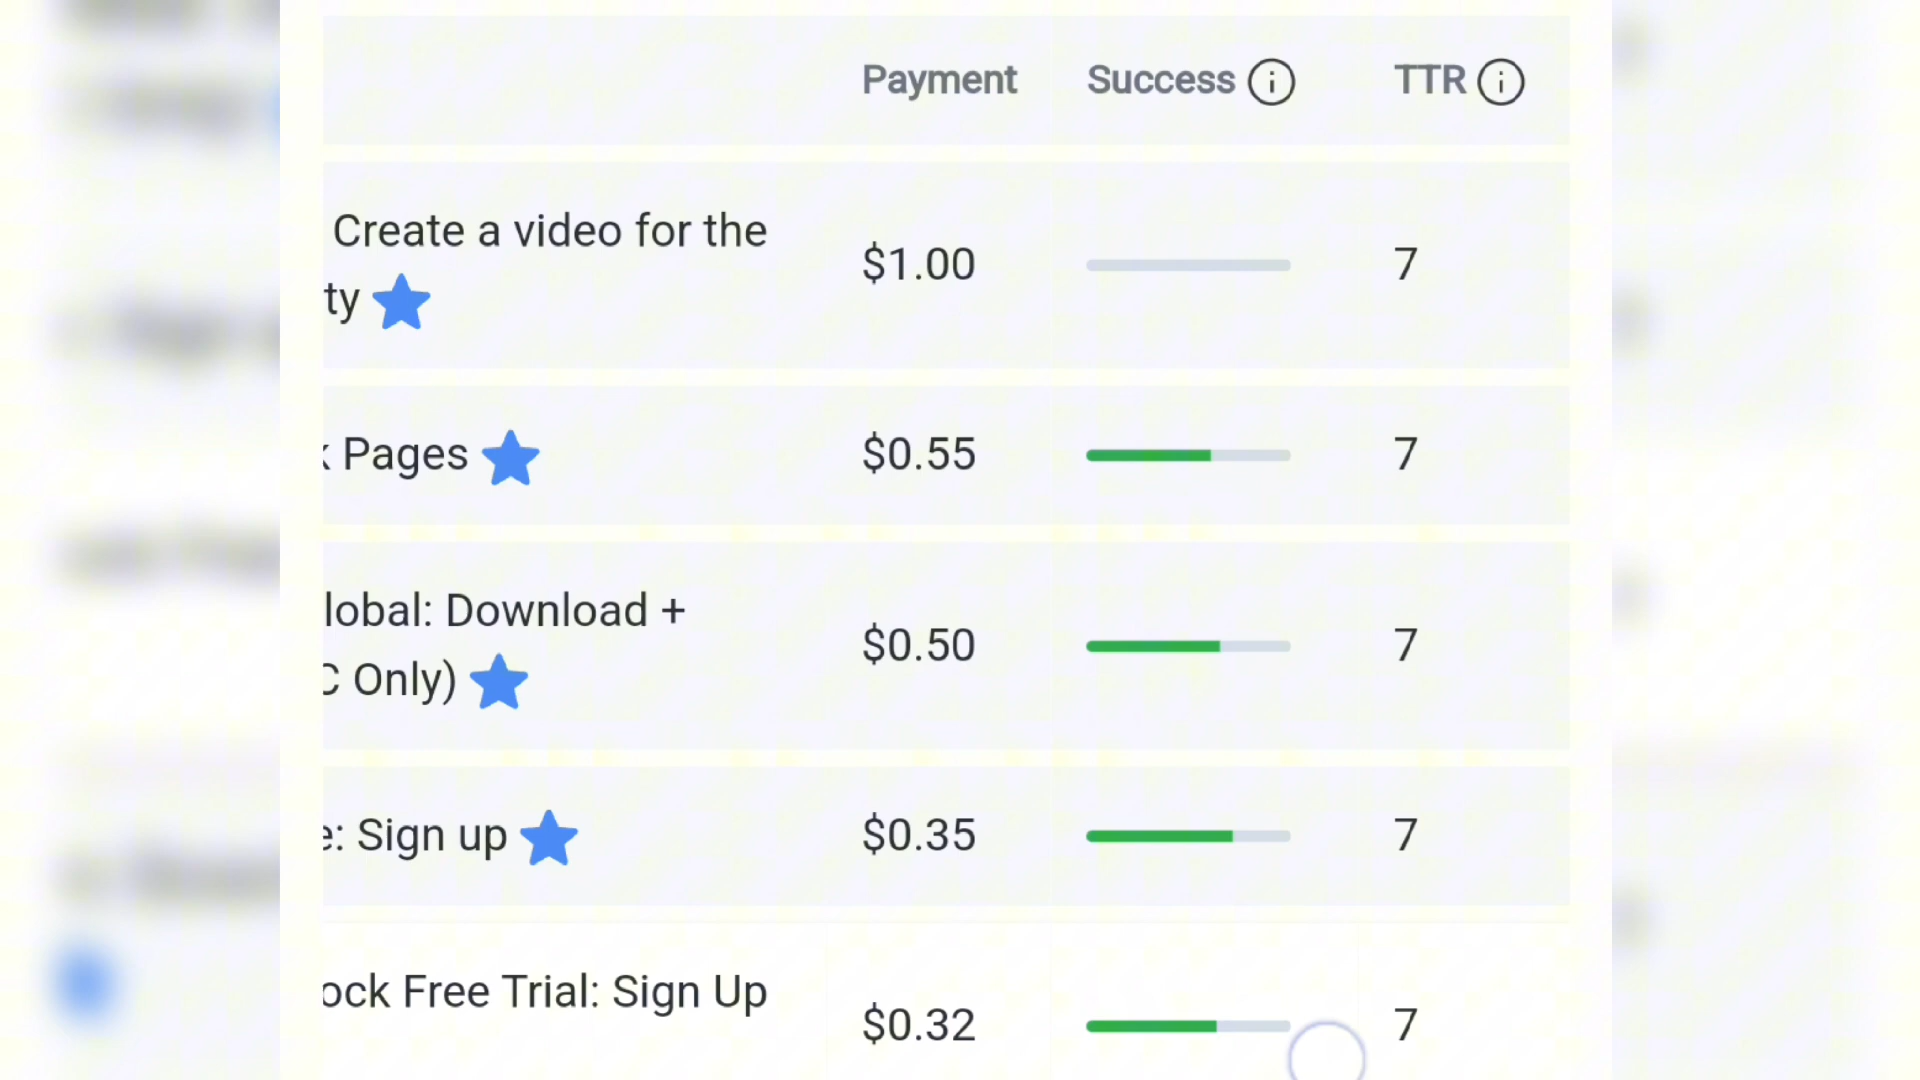 Payment Success TTR
Create a video for the
ty
$1.00 7
Pages $0.55 7
lobal: Download +
C Only)
$0.50 7
e: Sign up $0.35 7
ock Free Trial: Sign Up
$0.32 7